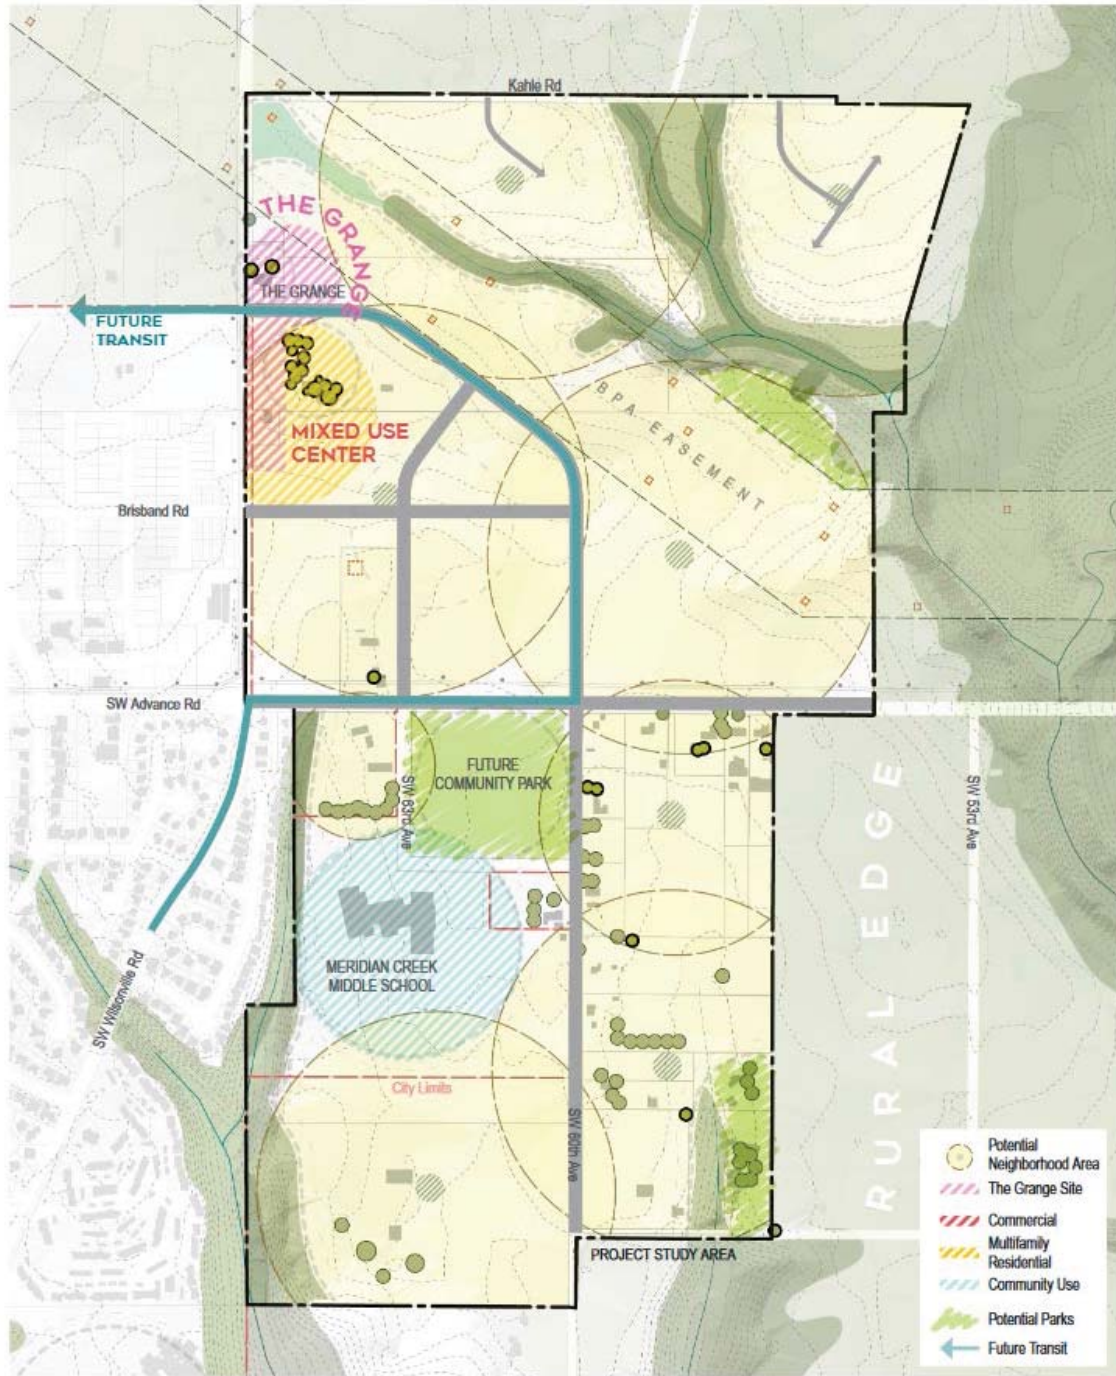 Kahle Rd
THE GRANGE
THE GRANGE
FUTURE
TRANSIT
BPA EASEMENT
MIXED USE
CENTER
Brisband Rd
SW Advance Rd
FUTURE
COMMUNITY PARK
SW 63rd Ave
SW 53rd Ave
RURAL EDGE
MERIDIAN CREEK
MIDDLE SCHOOL
SW Wilsonville Rd
City Limits
SW 60th Ave
PROJECT STUDY AREA
Potential
Neighborhood Area
The Grange Site
Commercial
Multifamily
Residential
Community Use
Potential Parks
Future Transit